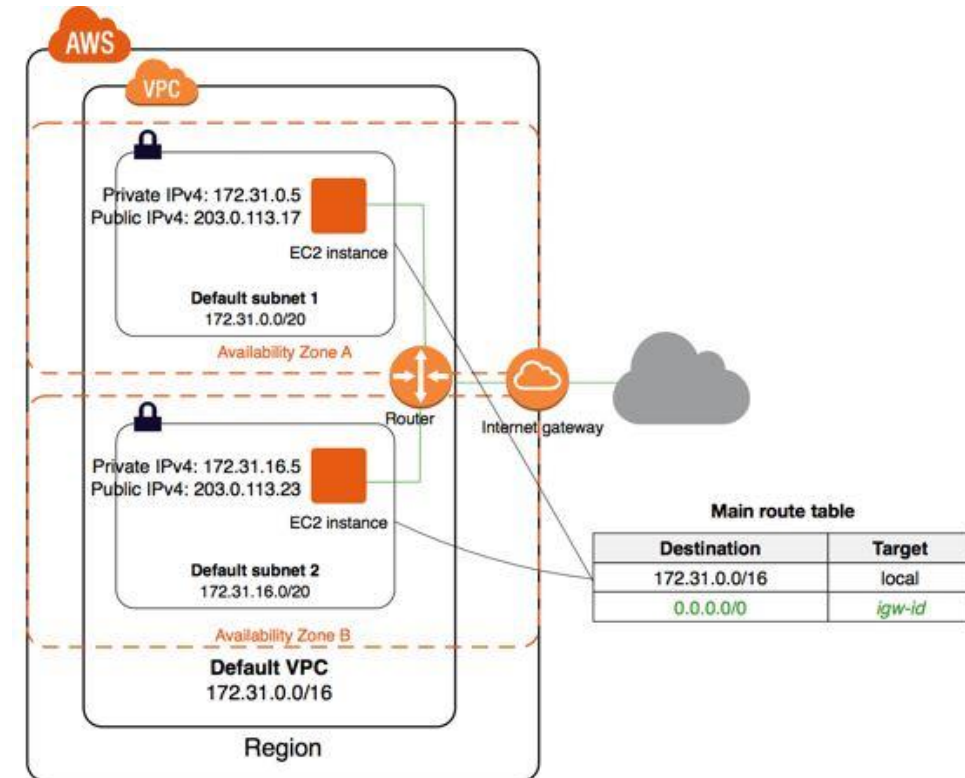 AWS
VPC
Private IPv4: 172.31.0.5
Public IPv4: 203.0.113.17
EC2 instance
Default subnet 1
172.31.0.0/20
Availability Zone A
Router
Internet gateway
Private IPv4: 172.31.16.5
Public IPv4: 203.0.113.23
EC2 instance
Default subnet 2
172.31.16.0/20
Availability Zone B
Default VPC
172.31.0.0/16
Region
Main route table
Destination Target
172.31.0.0/16 local
0.0.0.0/0 igw-id